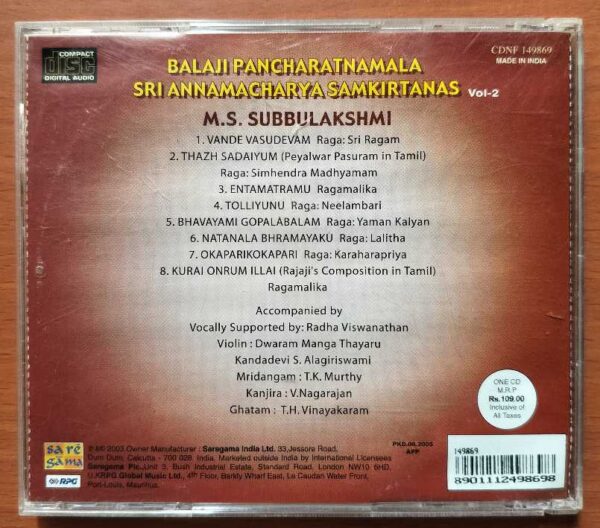 COMPACT
disc
DIGITAL AUDIO
CDNF 149869
MADE IN INDIA
BALAJI PANCHARATNAMALA
SRI ANNAMACHARYA SAMKIRTANAS Vol-2
M.S. SUBBULAKSHMI
1. VANDE VASUDEVAM Raga: Sri Ragam
2. THAZH SADAIYUM (Peyalwar Pasuram in Tamil)
Raga: Simhendra Madhyamam
3. ENTAMATRAMU Ragamalika
4. TOLLIYUNU Raga: Neelambari
5. BHAVAYAMI GOPALABALAM Raga: Yaman Kalyan
6. NATANALA BHRAMAYAKU Raga: Lalitha
7. OKAPARIKOKAPARI Raga: Karaharapriya
8. KURAI ONRUM ILLAI (Rajaji's Composition in Tamil)
Ragamalika
Accompanied by
Vocally Supported by: Radha Viswanathan
Violin : Dwaram Manga Thayaru
Kandadevi S. Alagiriswami
Mridangam : T.K. Murthy
Kanjira : V.Nagarajan
Ghatam : T.H. Vinayakaram
ONE CD
M.R.P
Rs.109.00
Inclusive of
All Taxes
PKD.06.2005
APP
sa re
ga ma
RPG
℗ & © 2003 Owner Manufacturer : Saregama India Ltd. 33, Jessore Road,
Dum Dum, Calcutta - 700 028. India. Marketed outside India by International Licensees
Saregama Plc., Unit 3, Bush Industrial Estate, Standard Road, London NW10 6HD,
U.K RPG Global Music Ltd., 4th Floor, Barkly Wharf East, Le Caudan Water Front,
Port-Louis, Mauritius.
149869
8901112498698